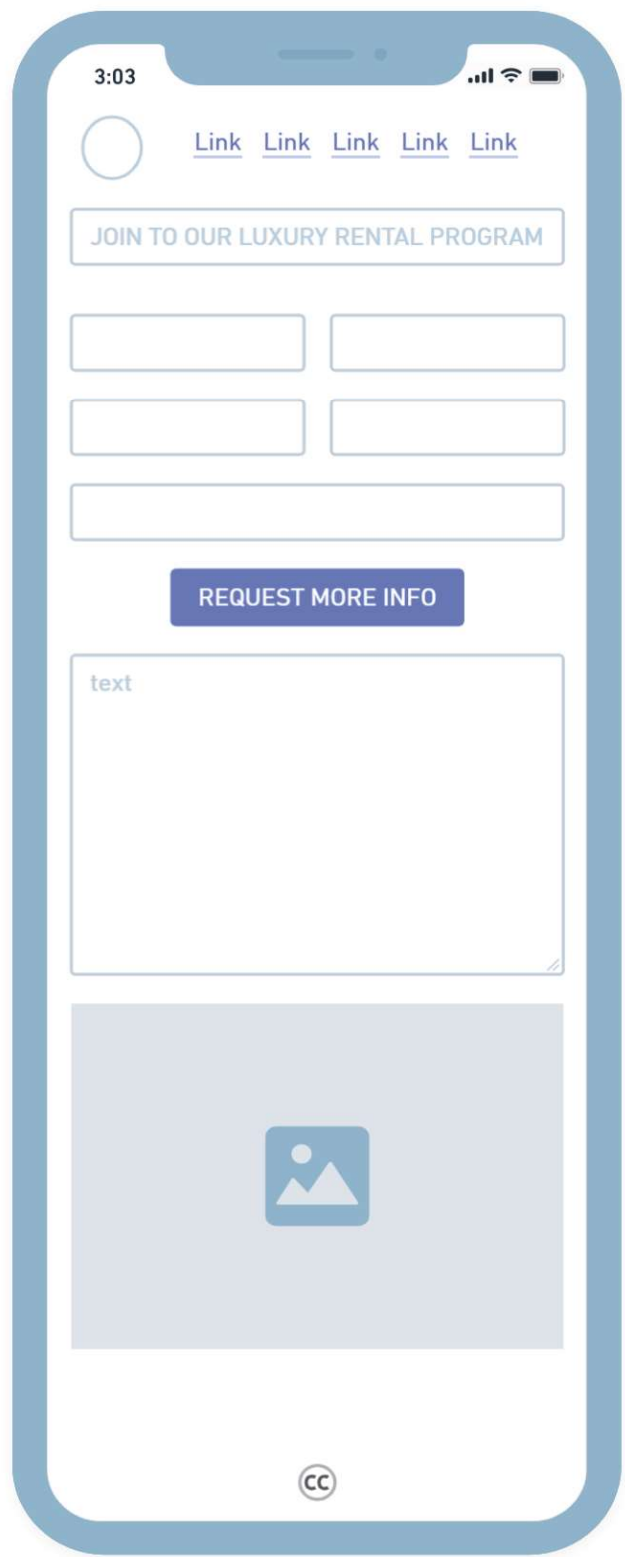 3:03
Link Link Link Link Link
JOIN TO OUR LUXURY RENTAL PROGRAM
REQUEST MORE INFO
text
cc